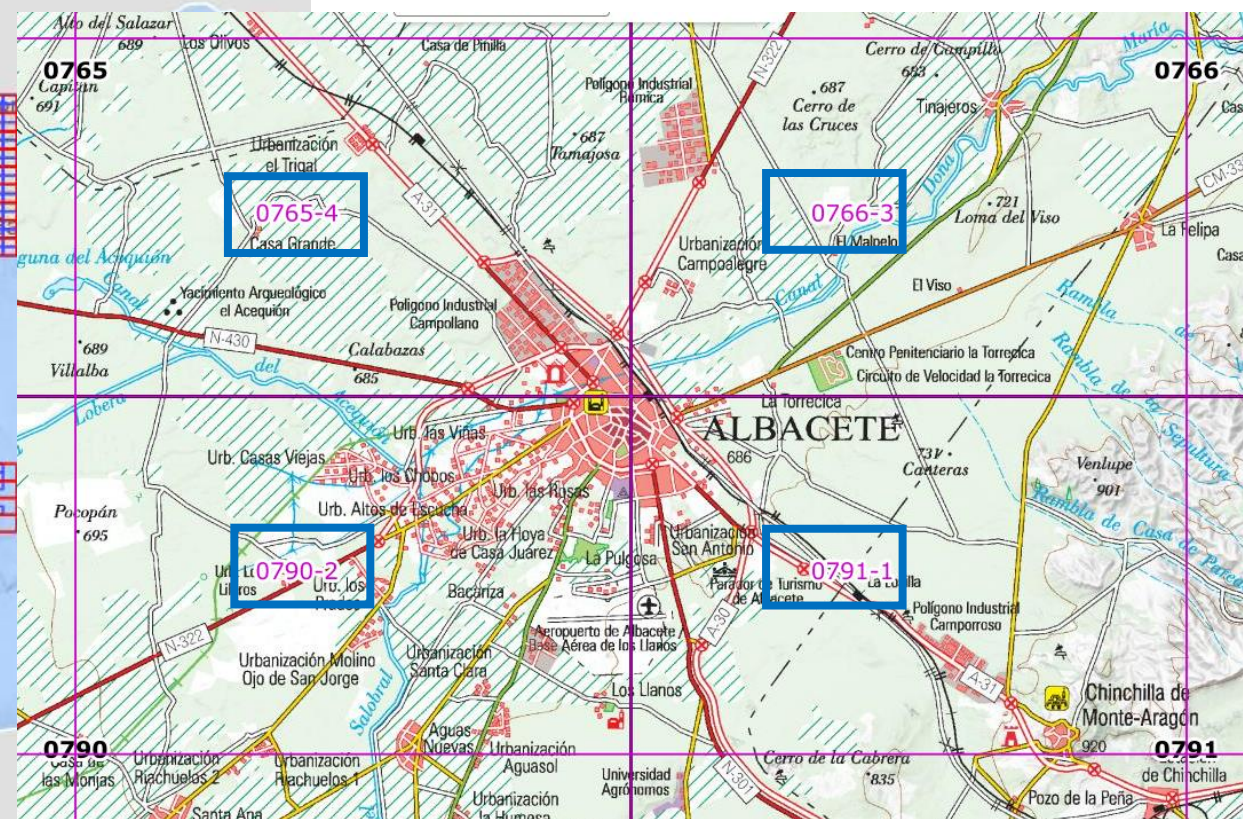 Alto del Salazar
689
Los Olivos
Casa de Pinilla
0765
Capitán
691
Polígono Industrial
Romica
N-322
687
Cerro de
las Cruces
Cerro de Campillo
683
María
0766
Tinajeros
Urbanización
el Trigal
687
Tamajosa
CM-33
0765-4
Casa Grande
A-31
0766-3
El Malpelo
Doña
721
Loma del Viso
La Felipa
guna del Acequión
Canal
Yacimiento Arqueológico
el Acequión
Urbanización
Campoalegre
Canal
El Viso
Rambla de
Polígono Industrial
Campollano
N-430
689
Villalba
del
Calabazas
685
Centro Penitenciario la Torrecica
Circuito de Velocidad la Torrecica
Rambla de la Sepultura
Lobera
Acequión
Urb. las Viñas
La Torrecica
ALBACETE
686
Urb. Casas Viejas
Urb. los Chopos
Urb. las Rosas
731
Canteras
Venlupe
901
Rambla de Casa de
Pocopán
695
Urb. Altos de Escucha
Urb. la Hoya
de Casa Juárez
La Pulgosa
Urbanización
San Antonio
0790-2
Urb. los
Bacariza
Parador de Turismo
de Albacete
0791-1
La Losilla
Polígono Industrial
Camporroso
N-322
Aeropuerto de Albacete /
Base Aérea de los Llanos
A-30
Urbanización Molino
Ojo de San Jorge
Urbanización
Santa Clara
Los Llanos
A-31
Chinchilla de
Monte-Aragón
920
Salobral
Aguas
Nuevas
Urbanización
Aguasol
0790
Casa de
las Monjas
Urbanización
Riachuelos 2
Urbanización
Riachuelos 1
Universidad
Agrónomos
N-301
Cerro de la Cabrera
835
0791
de Chinchilla
Pozo de la Peña
Santa Ana
del
Urbanización
la Humosa